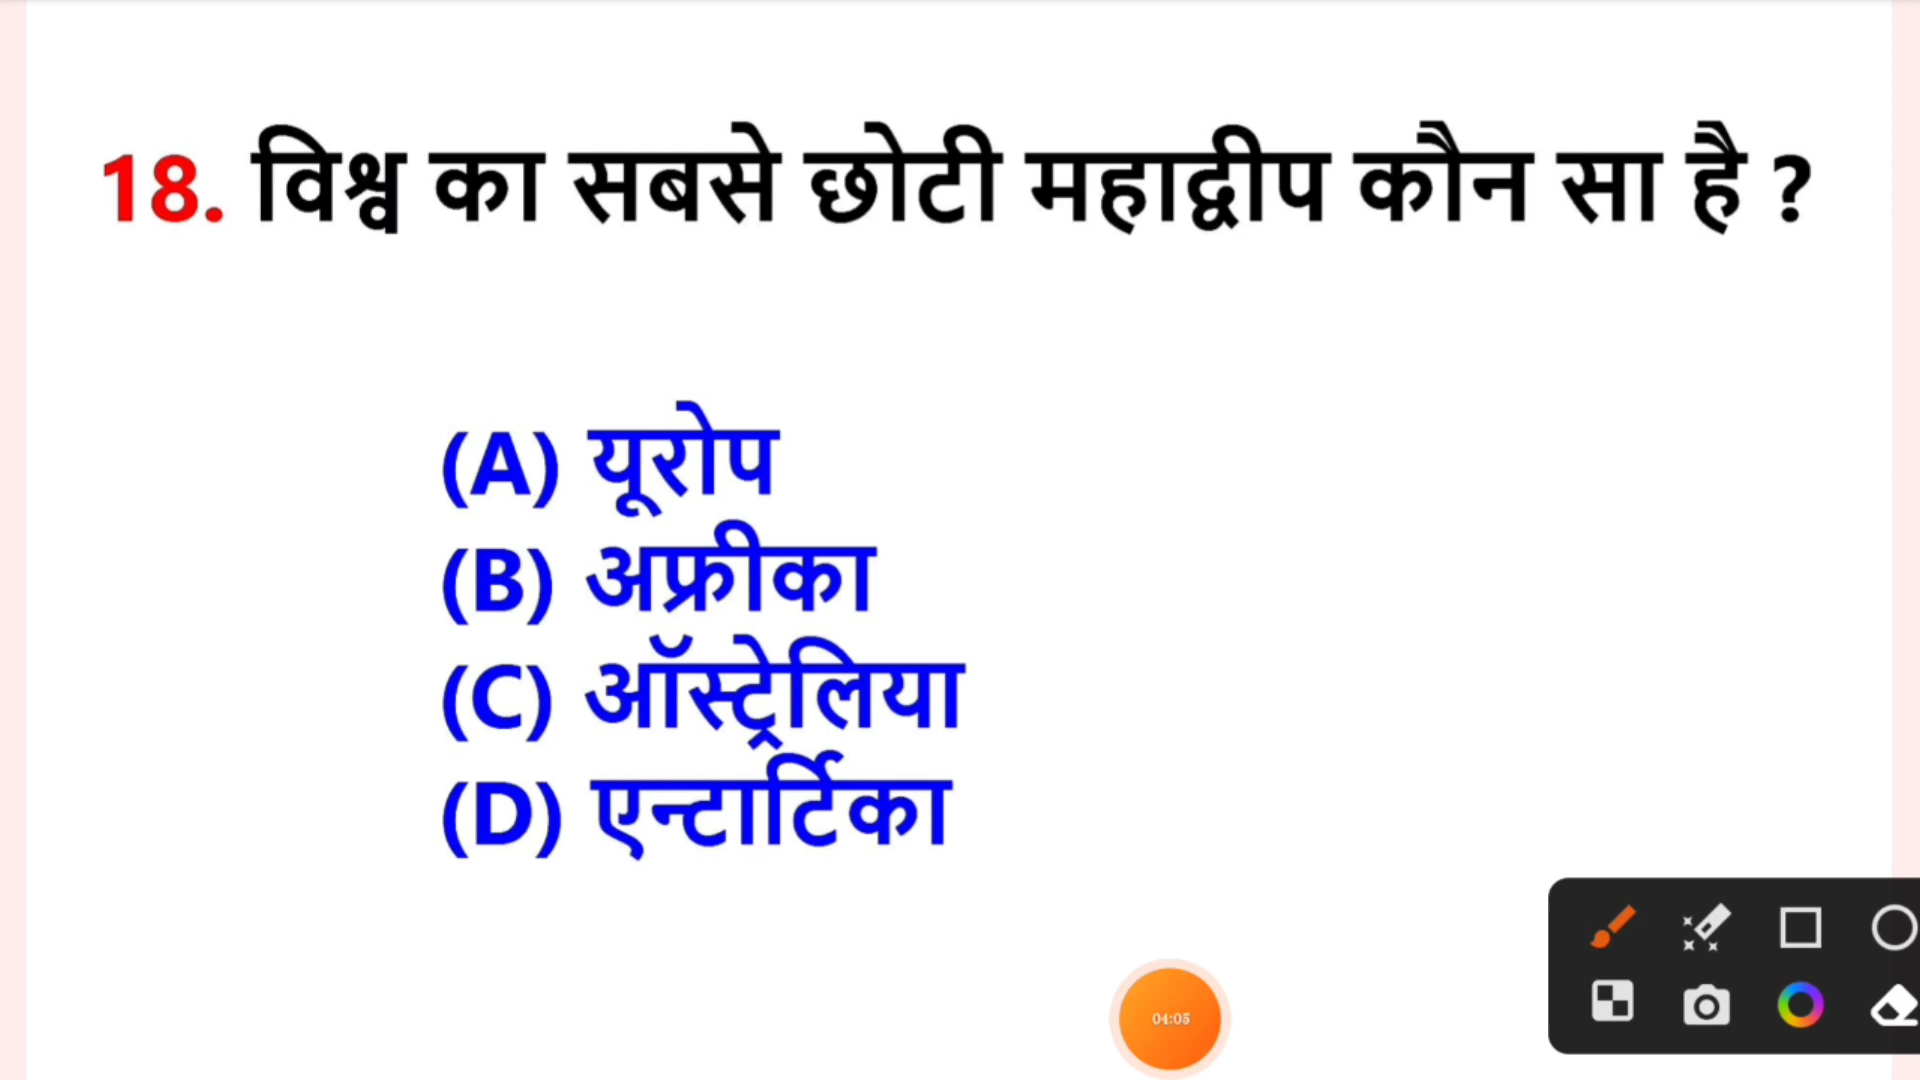 18. विश्व का सबसे छोटी महाद्वीप कौन सा है ?
(A) यूरोप
(B) अफ्रीका
(C) ऑस्ट्रेलिया
(D) एन्टार्टिका
04:05